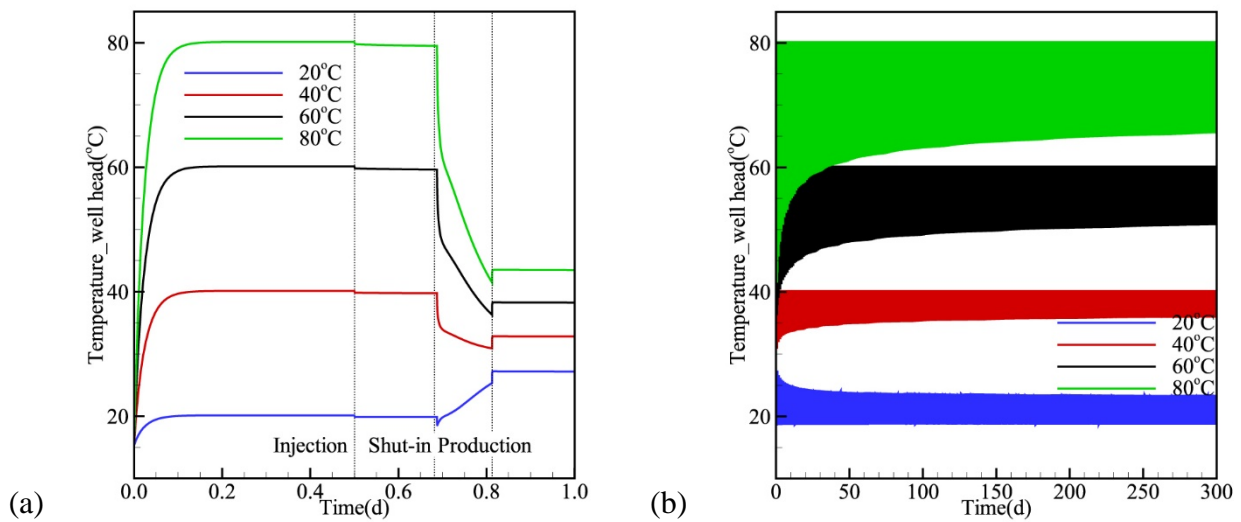 80
60
40
20
Temperature_well head(°C)
20°C
40°C
60°C
80°C
Injection Shut-in Production
0.0 0.2 0.4 0.6 0.8 1.0
Time(d)
(a)
80
60
40
20
Temperature_well head(°C)
20°C
40°C
60°C
80°C
0 50 100 150 200 250 300
Time(d)
(b)